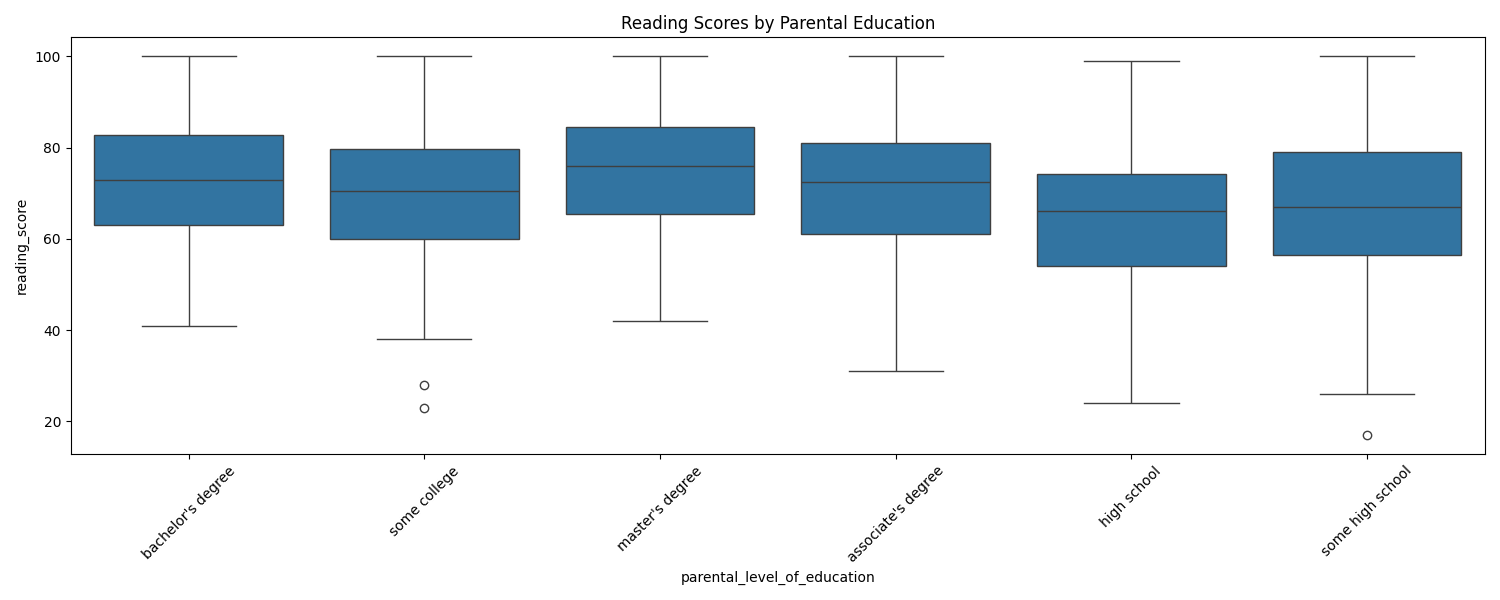 Reading Scores by Parental Education
reading_score
100
80
60
40
20
bachelor's degree
some college
master's degree
associate's degree
high school
some high school
parental_level_of_education